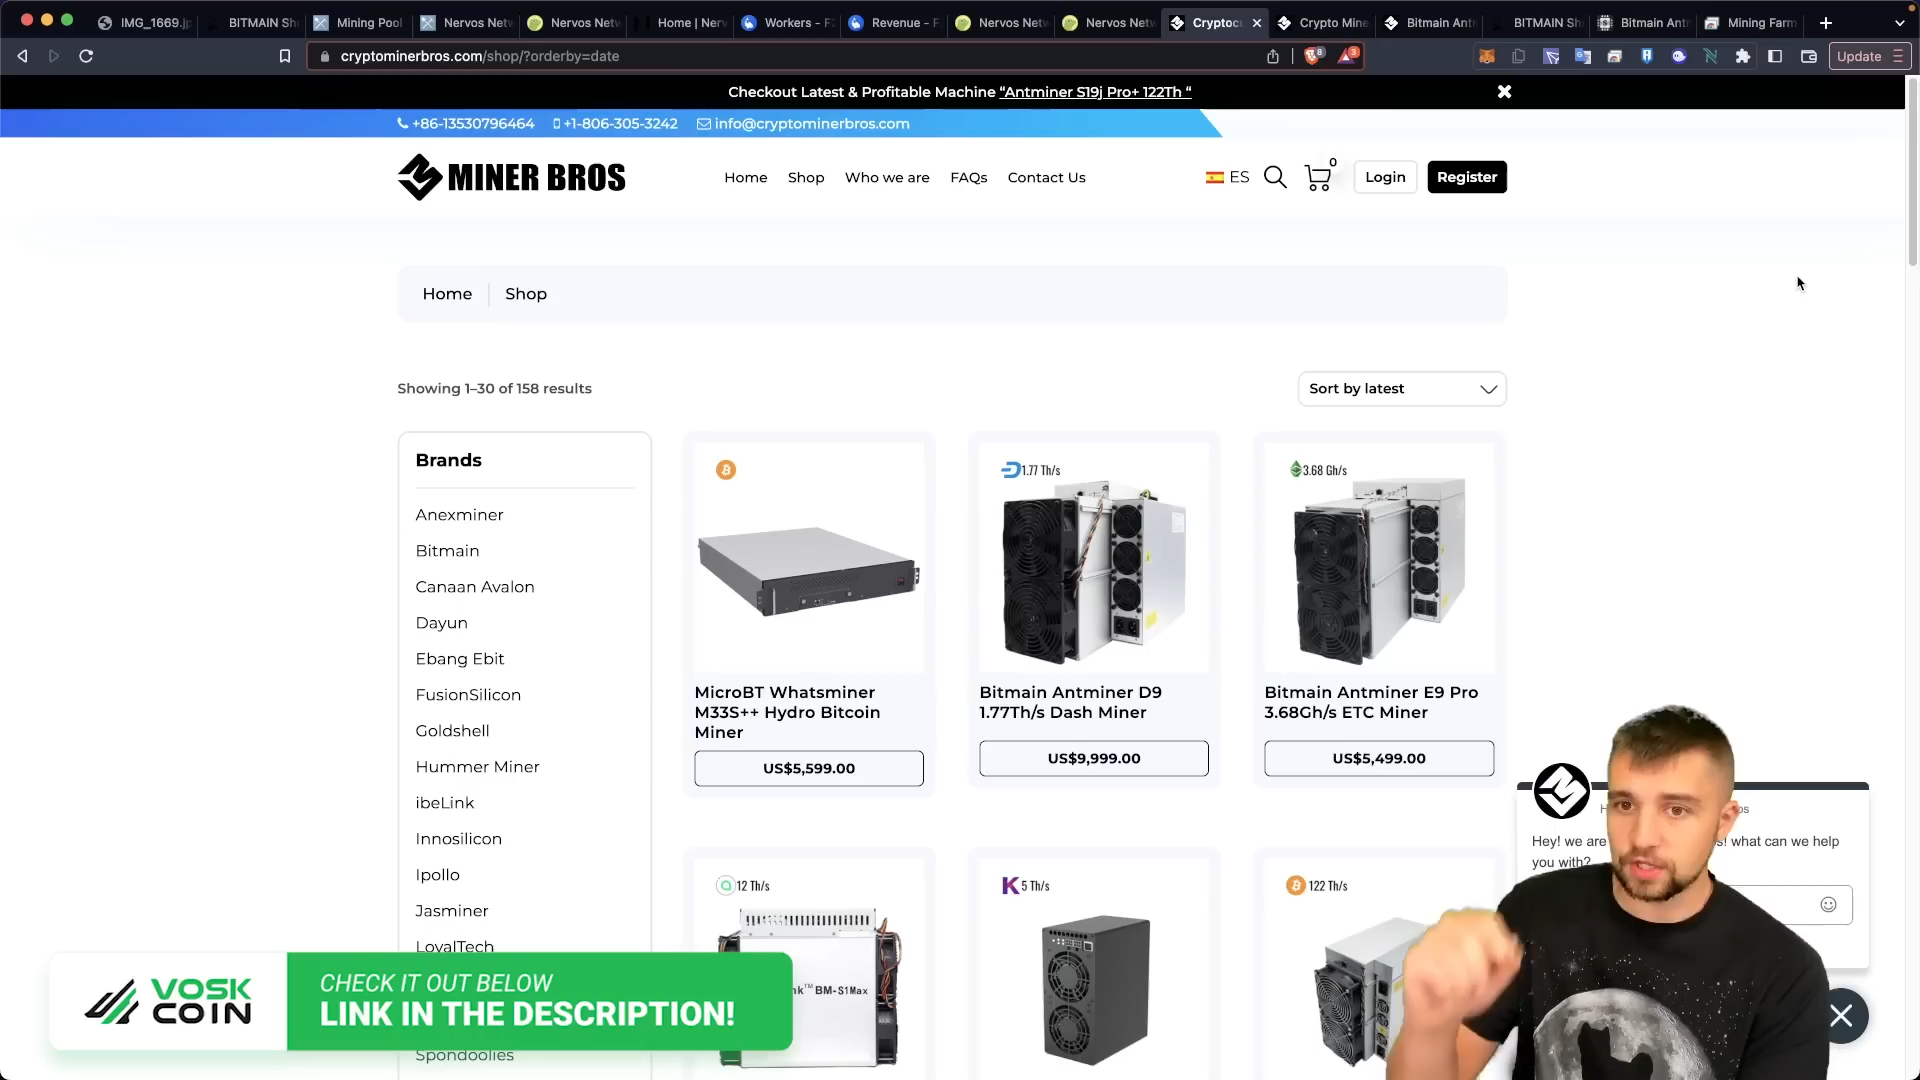 IMG_1669.jp
BITMAIN Sh
Mining Pool
Nervos Netw
Nervos Netw
Home | Nerv
Workers - F2
Revenue - F
Nervos Netw
Nervos Netw
Cryptoc
Crypto Mine
Bitmain Ant
BITMAIN Sh
Bitmain Ant
Mining Farm
cryptominerbros.com/shop/?orderby=date
8
3
Update
Checkout Latest & Profitable Machine “Antminer S19j Pro+ 122Th “
+86-13530796464
+1-806-305-3242
info@cryptominerbros.com
MINER BROS
Home
Shop
Who we are
FAQs
Contact Us
ES
0
Login
Register
Home
Shop
Showing 1–30 of 158 results
Sort by latest
Brands
Anexminer
Bitmain
Canaan Avalon
Dayun
Ebang Ebit
FusionSilicon
Goldshell
Hummer Miner
ibeLink
Innosilicon
Ipollo
Jasminer
LoyalTech
Spondoolies
MicroBT Whatsminer
M33S++ Hydro Bitcoin
Miner
US$5,599.00
1.77 Th/s
Bitmain Antminer D9
1.77Th/s Dash Miner
US$9,999.00
3.68 Gh/s
Bitmain Antminer E9 Pro
3.68Gh/s ETC Miner
US$5,499.00
12 Th/s
BM-S1Max
K 5 Th/s
122 Th/s
Hey! we are
s! what can we help
you with?
VOSK
COIN
CHECK IT OUT BELOW
LINK IN THE DESCRIPTION!